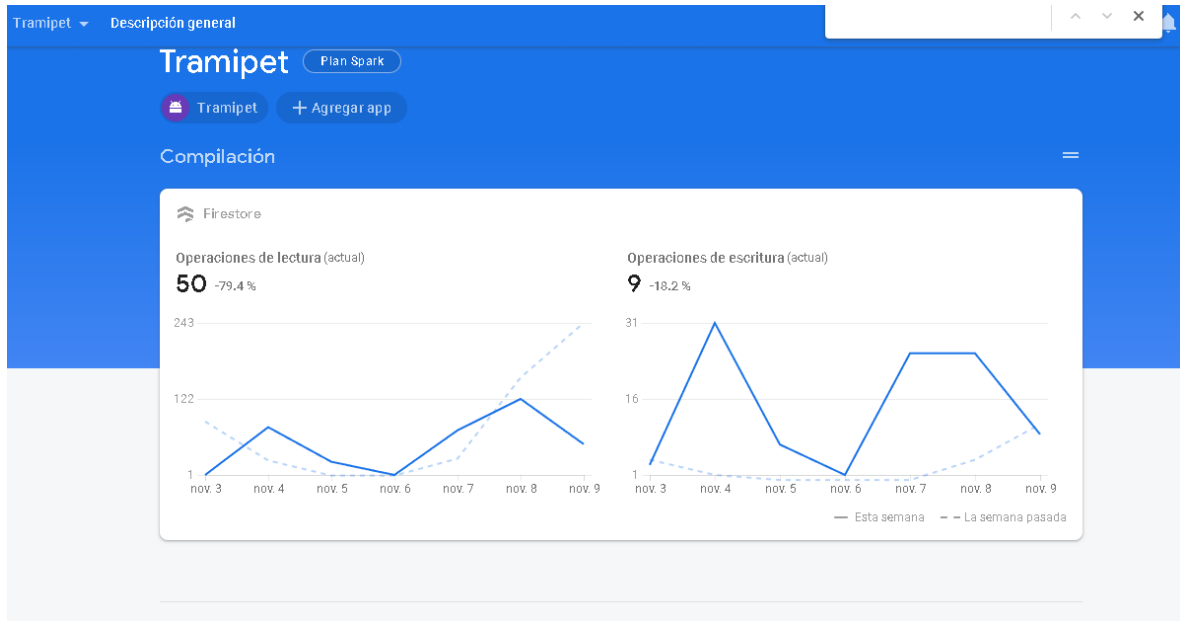 Tramipet Descripción general
Tramipet Plan Spark
Tramipet + Agregar app
Compilación
Firestore
Operaciones de lectura (actual)
50 -79.4 %
243
122
1
nov. 3 nov. 4 nov. 5 nov. 6 nov. 7 nov. 8 nov. 9
Operaciones de escritura (actual)
9 -18.2 %
31
16
1
nov. 3 nov. 4 nov. 5 nov. 6 nov. 7 nov. 8 nov. 9
Esta semana La semana pasada